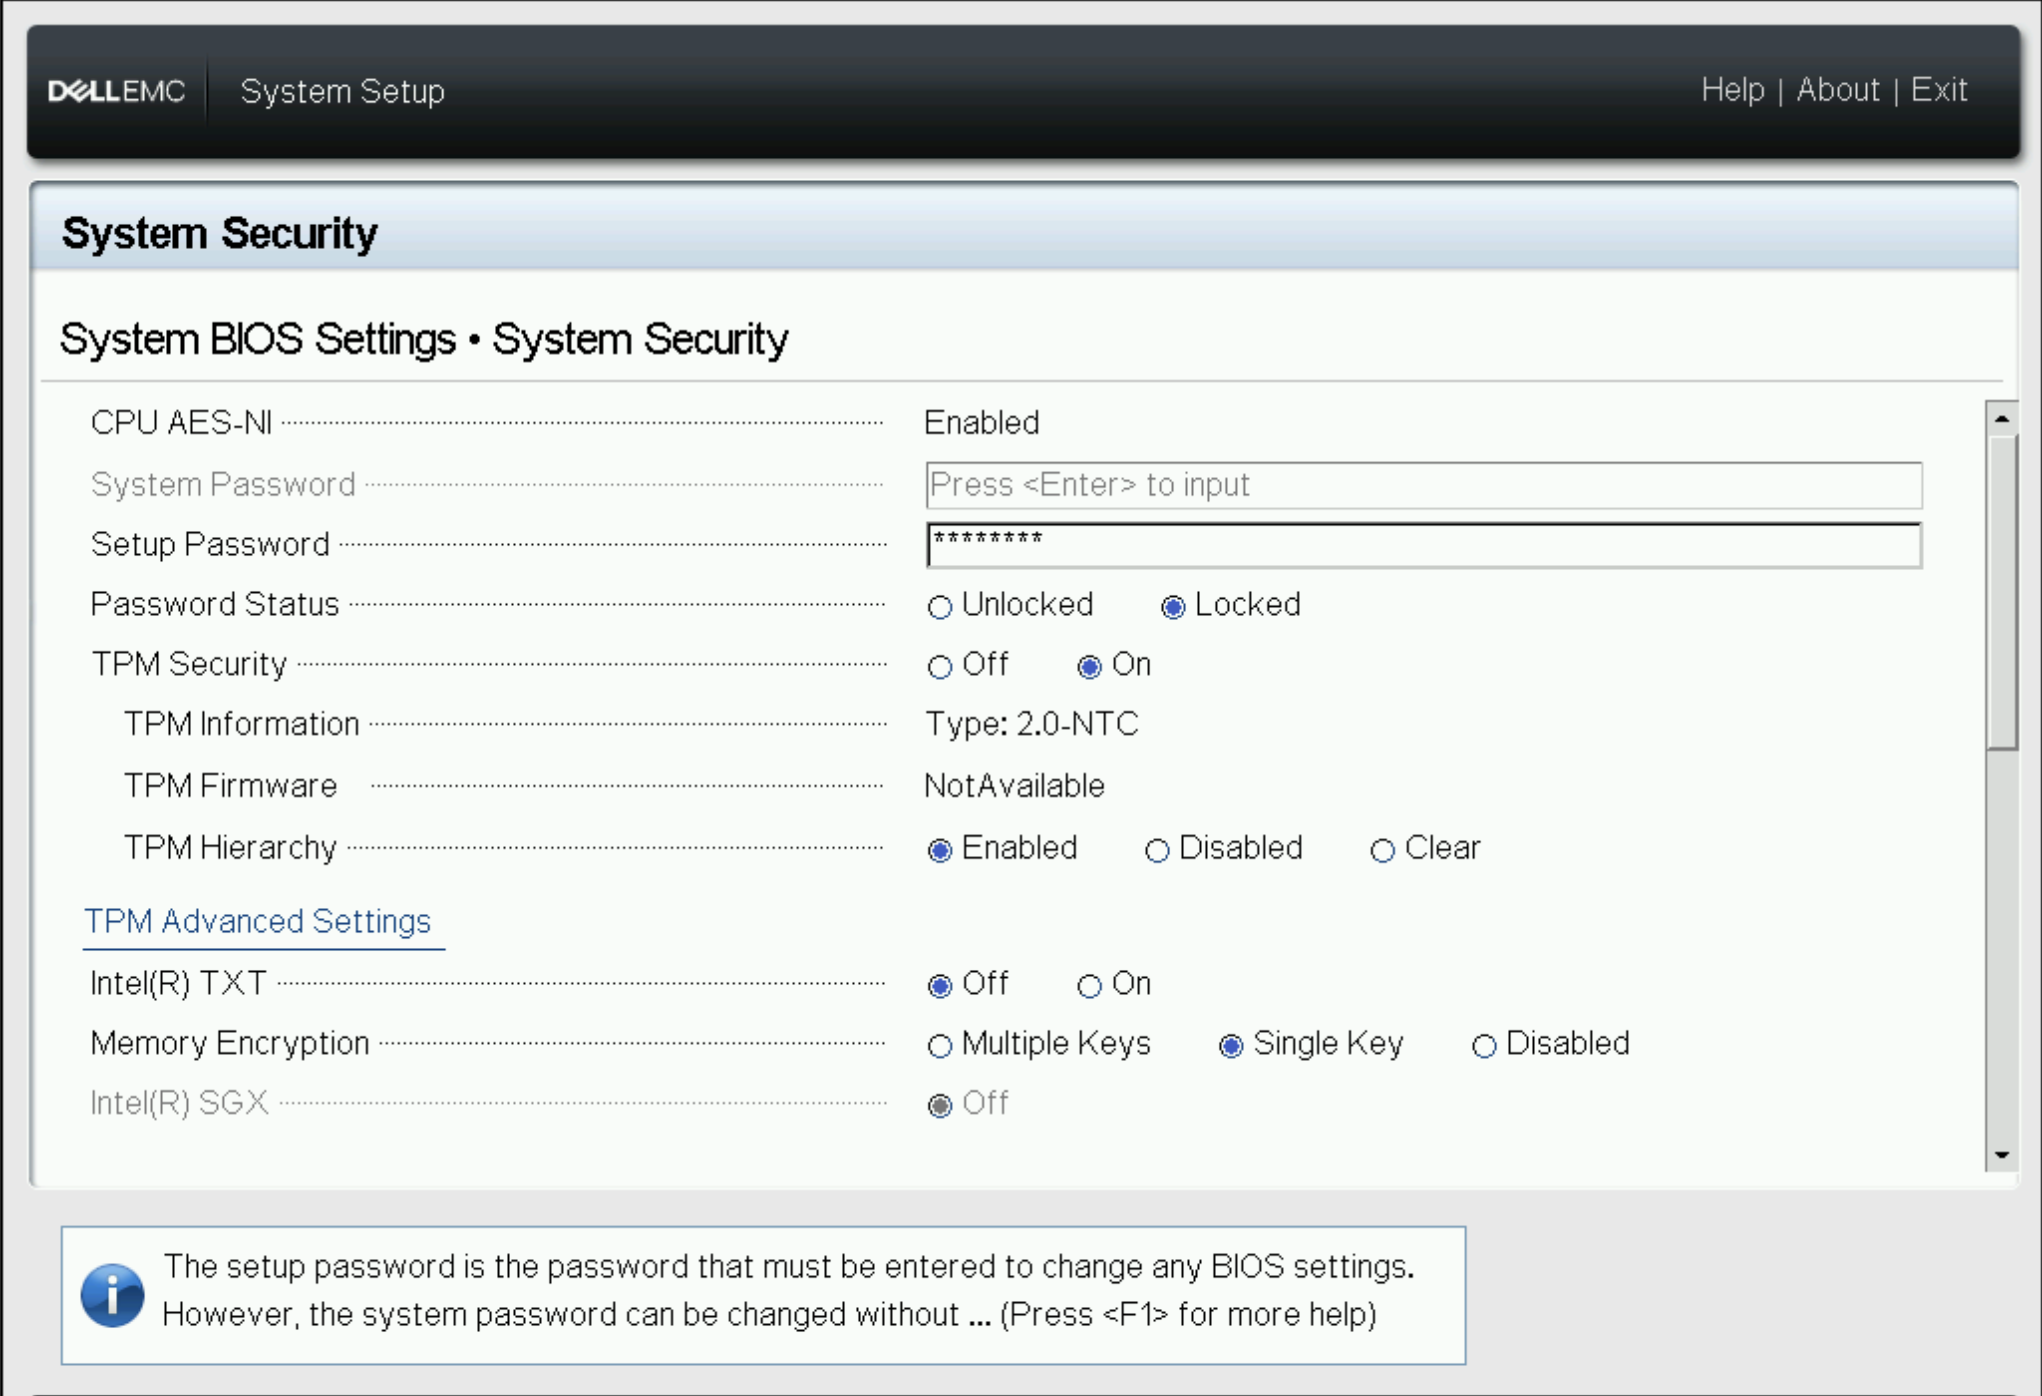 DELLEMC System Setup Help | About | Exit
System Security
System BIOS Settings • System Security
CPU AES-NI Enabled
System Password Press <Enter> to input
Setup Password ********
Password Status Unlocked Locked
TPM Security Off On
TPM Information Type: 2.0-NTC
TPM Firmware NotAvailable
TPM Hierarchy Enabled Disabled Clear
TPM Advanced Settings
Intel(R) TXT Off On
Memory Encryption Multiple Keys Single Key Disabled
Intel(R) SGX Off
The setup password is the password that must be entered to change any BIOS settings.
However, the system password can be changed without ... (Press <F1> for more help)